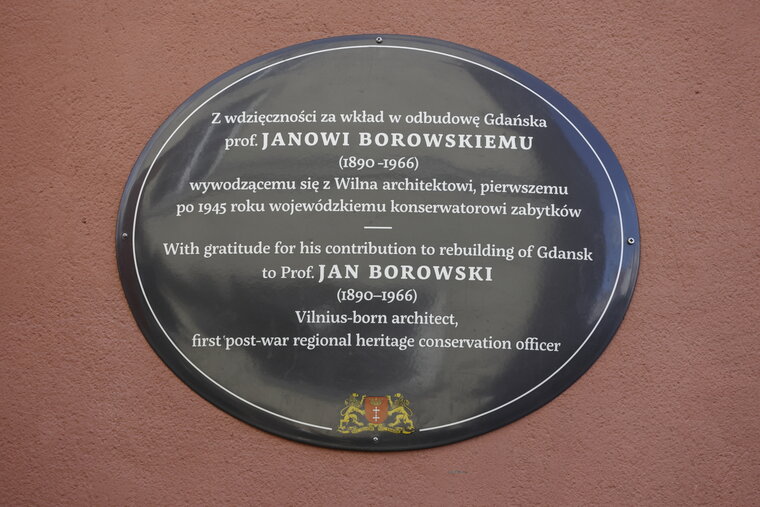 Z wdzięczności za wkład w odbudowę Gdańska
prof. JANOWI BOROWSKIEMU
(1890-1966)
wywodzącemu się z Wilna architektowi, pierwszemu
po 1945 roku wojewódzkiemu konserwatorowi zabytków
With gratitude for his contribution to rebuilding of Gdansk
to Prof. JAN BOROWSKI
(1890–1966)
Vilnius-born architect,
first post-war regional heritage conservation officer